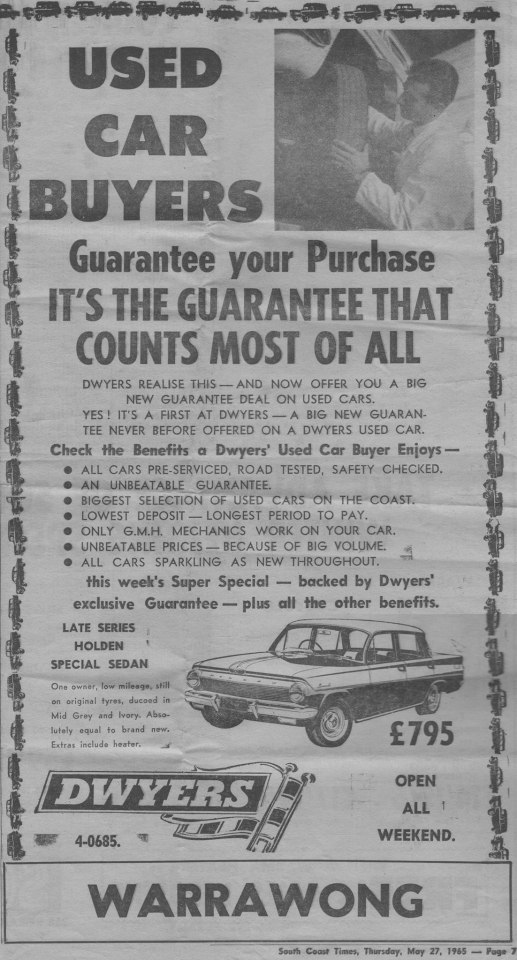 USED
CAR
BUYERS
Guarantee your Purchase
IT'S THE GUARANTEE THAT
COUNTS MOST OF ALL
DWYERS REALISE THIS — AND NOW OFFER YOU A BIG
NEW GUARANTEE DEAL ON USED CARS.
YES! IT'S A FIRST AT DWYERS — A BIG NEW GUARAN-
TEE NEVER BEFORE OFFERED ON A DWYERS USED CAR.
Check the Benefits a Dwyers' Used Car Buyer Enjoys —
● ALL CARS PRE-SERVICED, ROAD TESTED, SAFETY CHECKED.
● AN UNBEATABLE GUARANTEE.
● BIGGEST SELECTION OF USED CARS ON THE COAST.
● LOWEST DEPOSIT — LONGEST PERIOD TO PAY.
● ONLY G.M.H. MECHANICS WORK ON YOUR CAR.
● UNBEATABLE PRICES — BECAUSE OF BIG VOLUME.
● ALL CARS SPARKLING AS NEW THROUGHOUT.
this week's Super Special — backed by Dwyers'
exclusive Guarantee — plus all the other benefits.
LATE SERIES
HOLDEN
SPECIAL SEDAN
One owner, low mileage, still
on original tyres, ducoed in
Mid Grey and Ivory. Abso-
lutely equal to brand new.
Extras include heater.
£795
DWYERS
4-0685.
OPEN
ALL
WEEKEND.
WARRAWONG
South Coast Times, Thursday, May 27, 1965 — Page 7